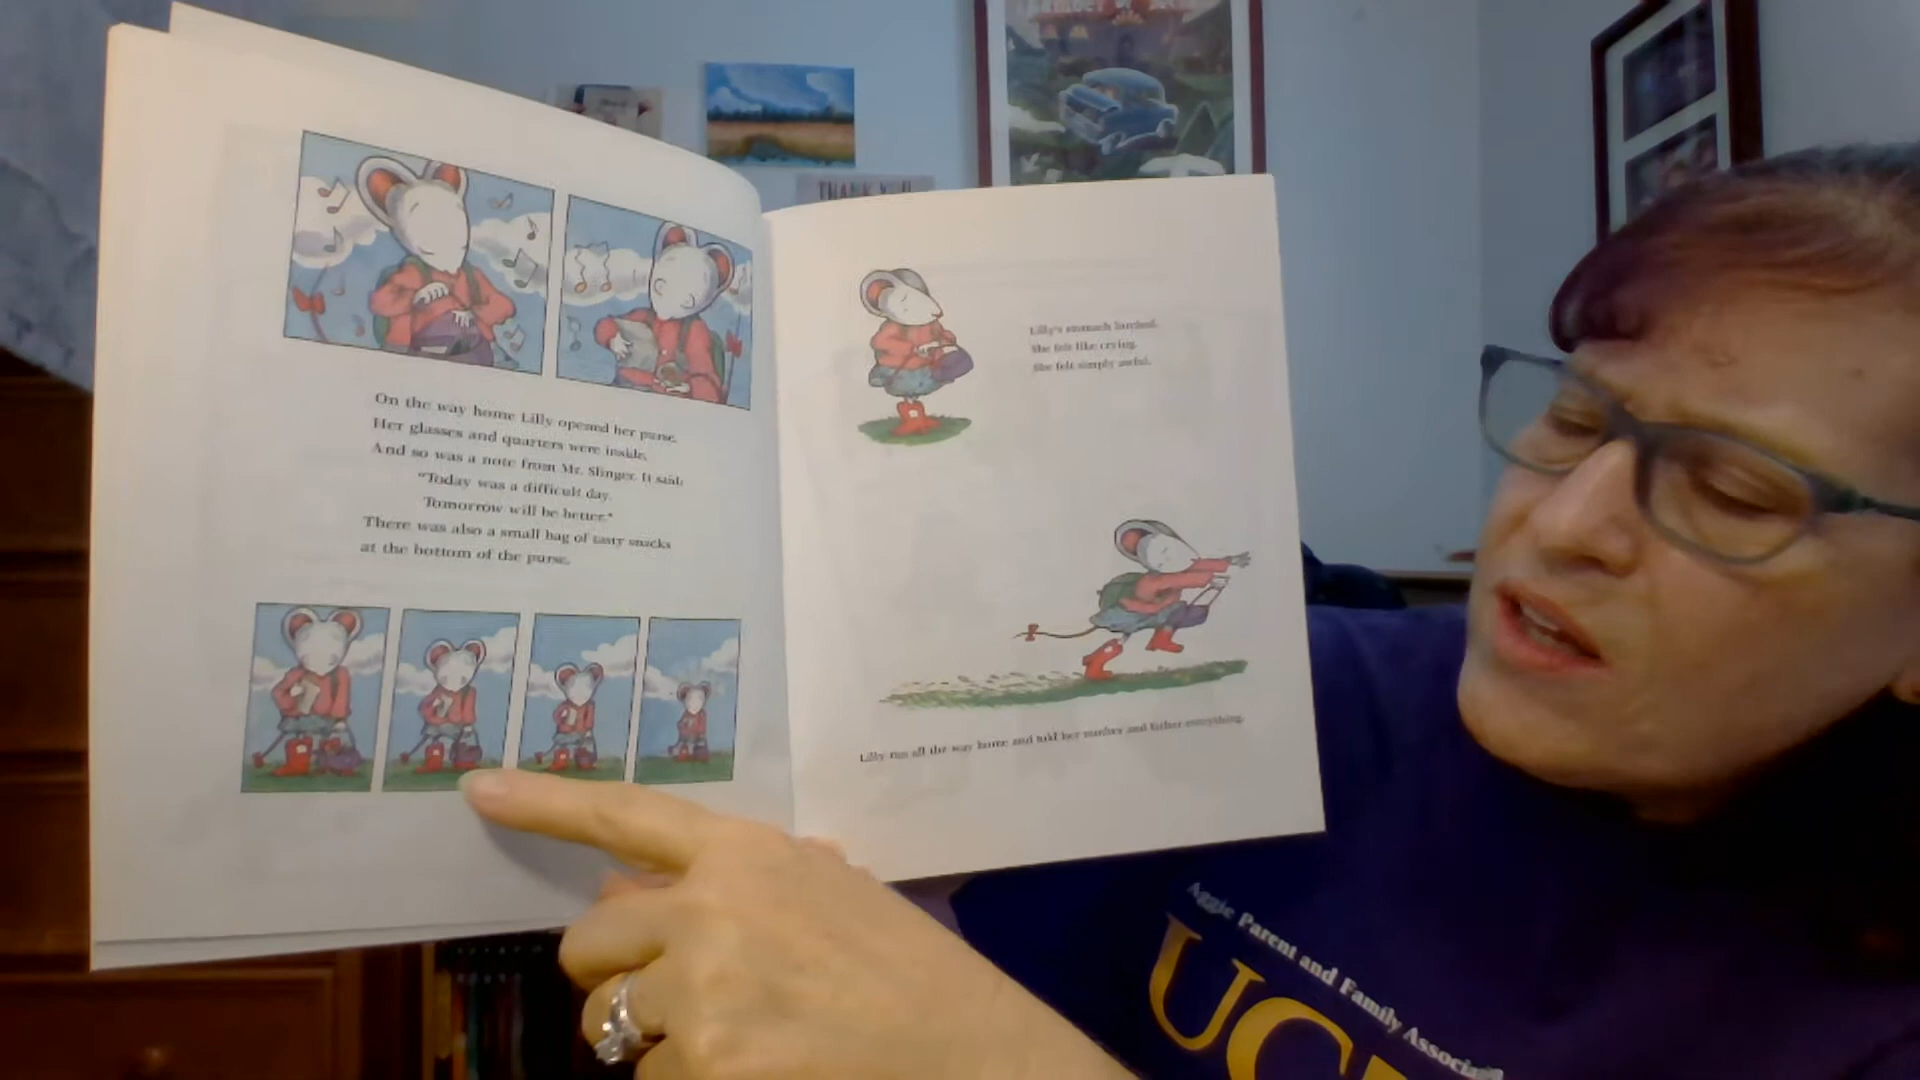 On the way home Lilly opened her purse.
Her glasses and quarters were inside.
And so was a note from Mr. Slinger. It said:
"Today was a difficult day.
Tomorrow will be better."
There was also a small bag of tasty snacks
at the bottom of the purse.
Lilly's stomach lurched.
She felt like crying.
She felt simply awful.
Lilly ran all the way home and told her mother and father everything.
THANK YOU
Aggie Parent and Family Associati
UC